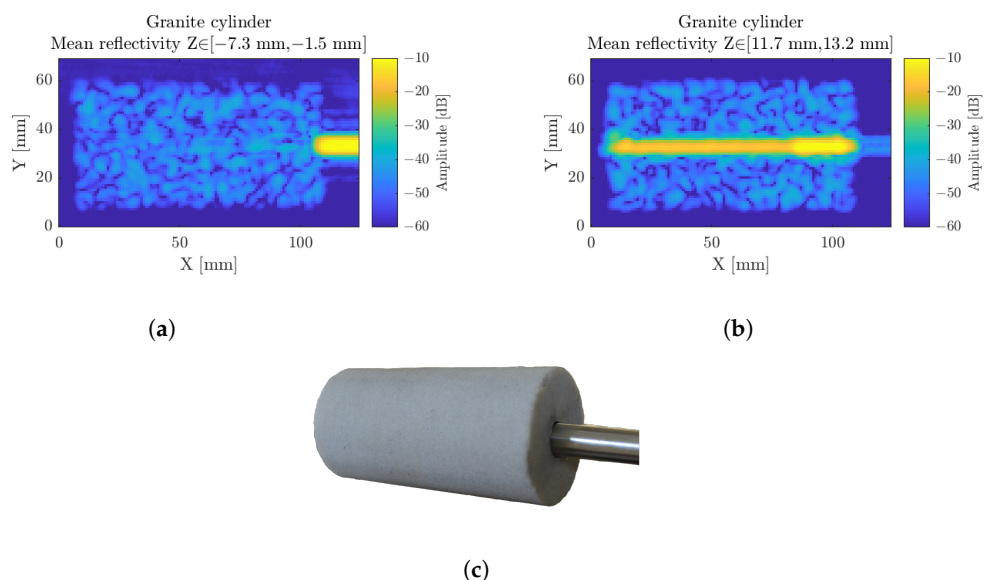 Granite cylinder
Mean reflectivity Z∈[−7.3 mm,−1.5 mm]
60
40
20
0
Y [mm]
0
50
100
X [mm]
−10
−20
−30
−40
−50
−60
Amplitude [dB]
(a)
Granite cylinder
Mean reflectivity Z∈[11.7 mm,13.2 mm]
60
40
20
0
Y [mm]
0
50
100
X [mm]
−10
−20
−30
−40
−50
−60
Amplitude [dB]
(b)
(c)